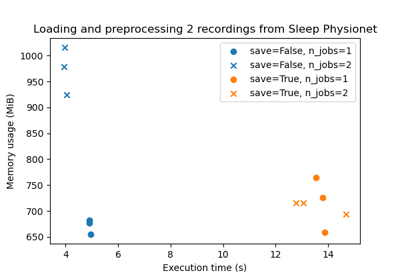 Loading and preprocessing 2 recordings from Sleep Physionet
save=False, n_jobs=1
save=False, n_jobs=2
save=True, n_jobs=1
save=True, n_jobs=2
Memory usage (MiB)
1000
950
900
850
800
750
700
650
4 6 8 10 12 14
Execution time (s)